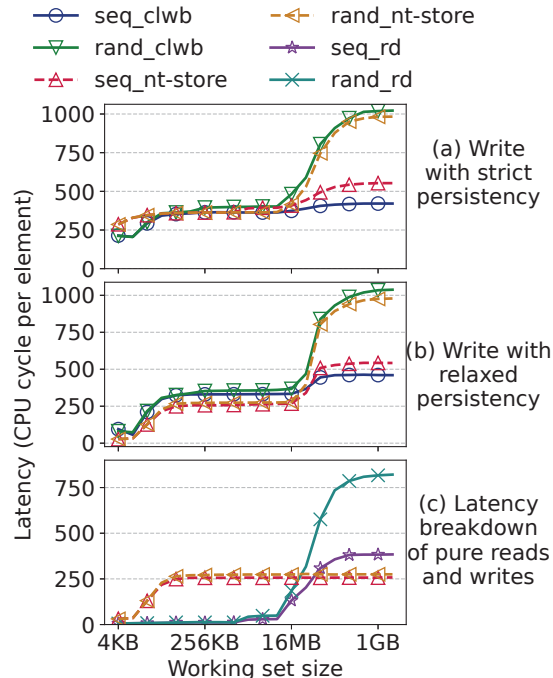 seq_clwb
rand_clwb
seq_nt-store
rand_nt-store
seq_rd
rand_rd
Latency (CPU cycle per element)
1000
750
500
250
0
(a) Write
with strict
persistency
1000
750
500
250
0
(b) Write with
relaxed
persistency
750
500
250
0
(c) Latency
breakdown
of pure reads
and writes
4KB 256KB 16MB 1GB
Working set size